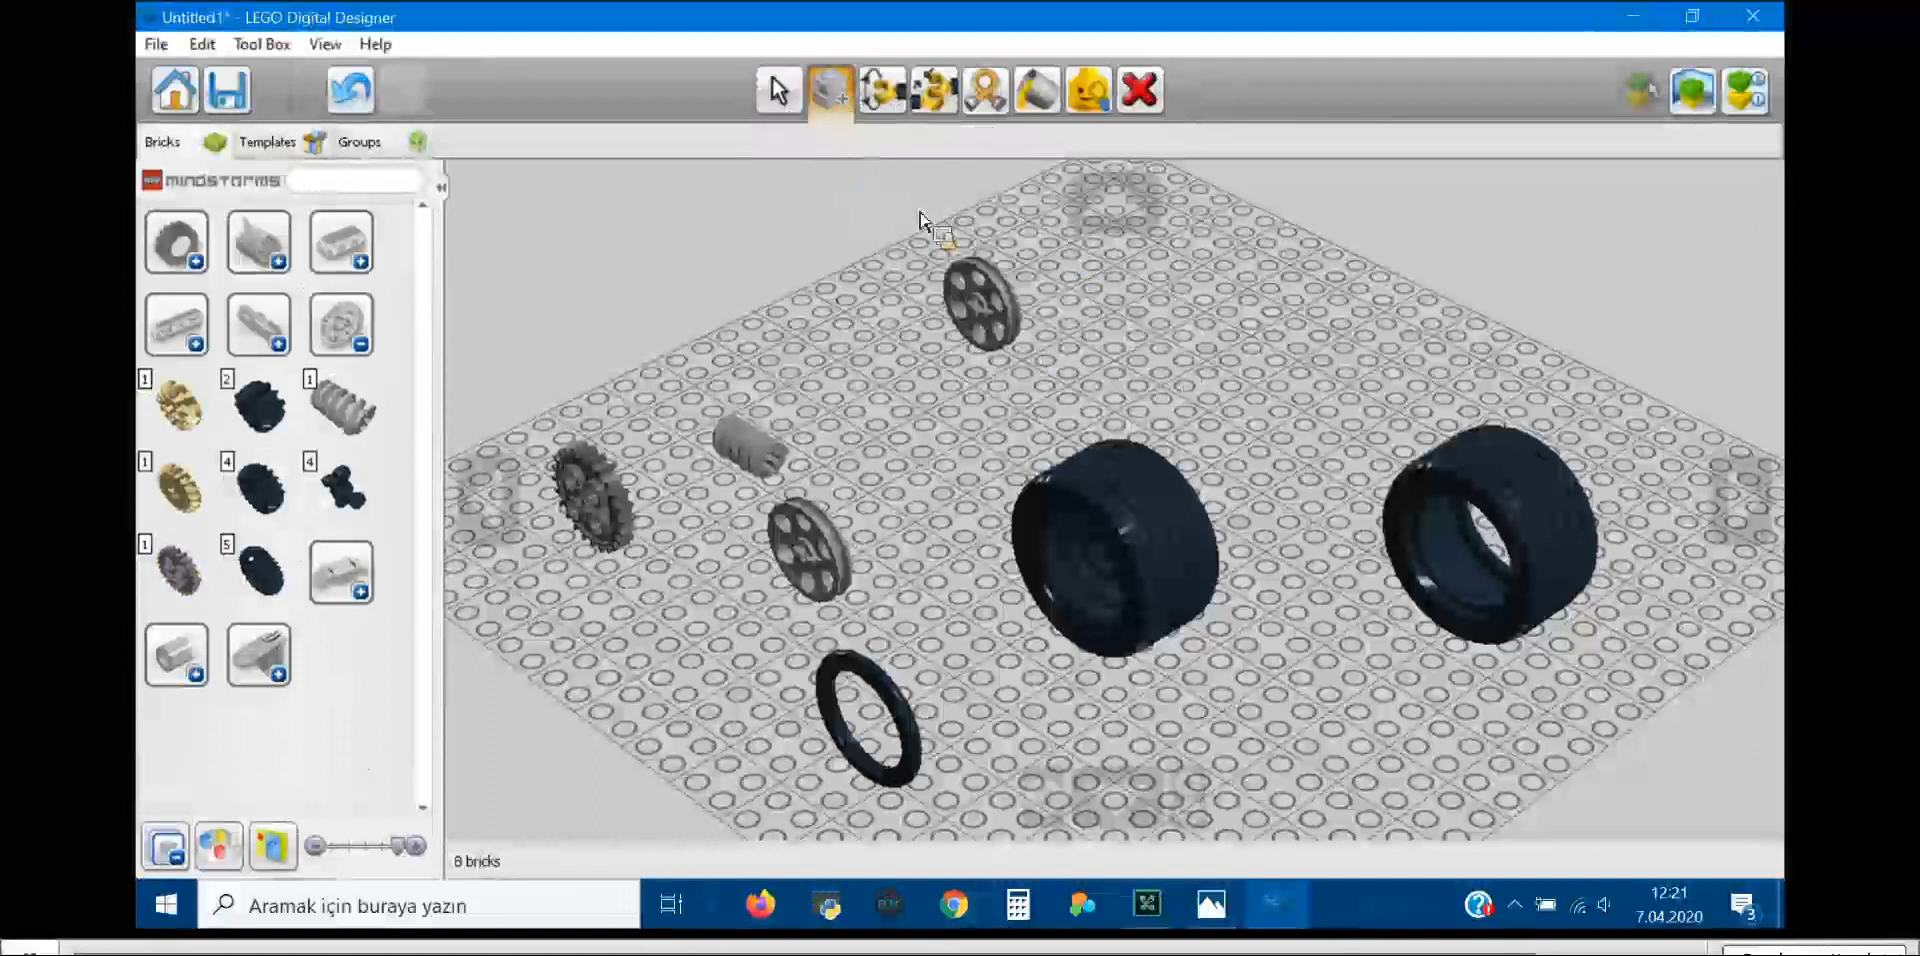 Untitled1* - LEGO Digital Designer
File Edit Tool Box View Help
Bricks Templates Groups
mindstorms
1 2 1
1 4 4
1 5
8 bricks
Aramak için buraya yazın
12:21
7.04.2020
3